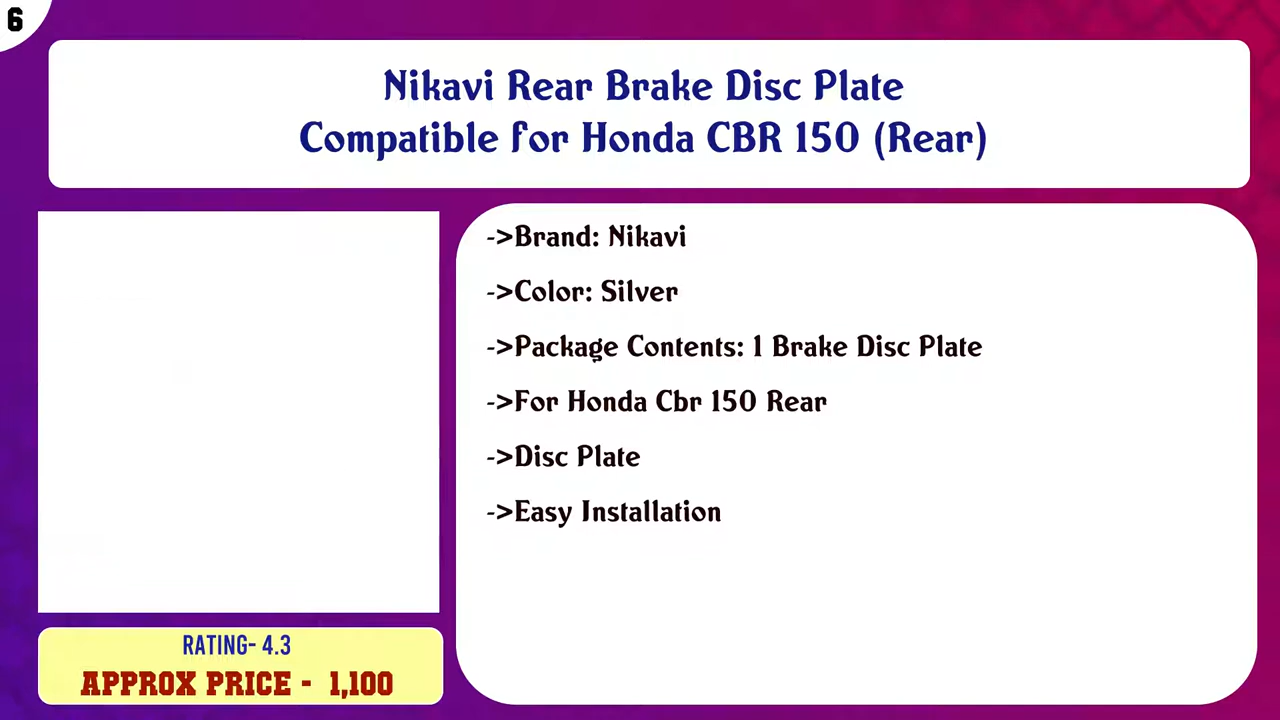 6
Nikavi Rear Brake Disc Plate
Compatible for Honda CBR 150 (Rear)
->Brand: Nikavi
->Color: Silver
->Package Contents: 1 Brake Disc Plate
->For Honda Cbr 150 Rear
->Disc Plate
->Easy Installation
RATING- 4.3
APPROX PRICE - 1,100